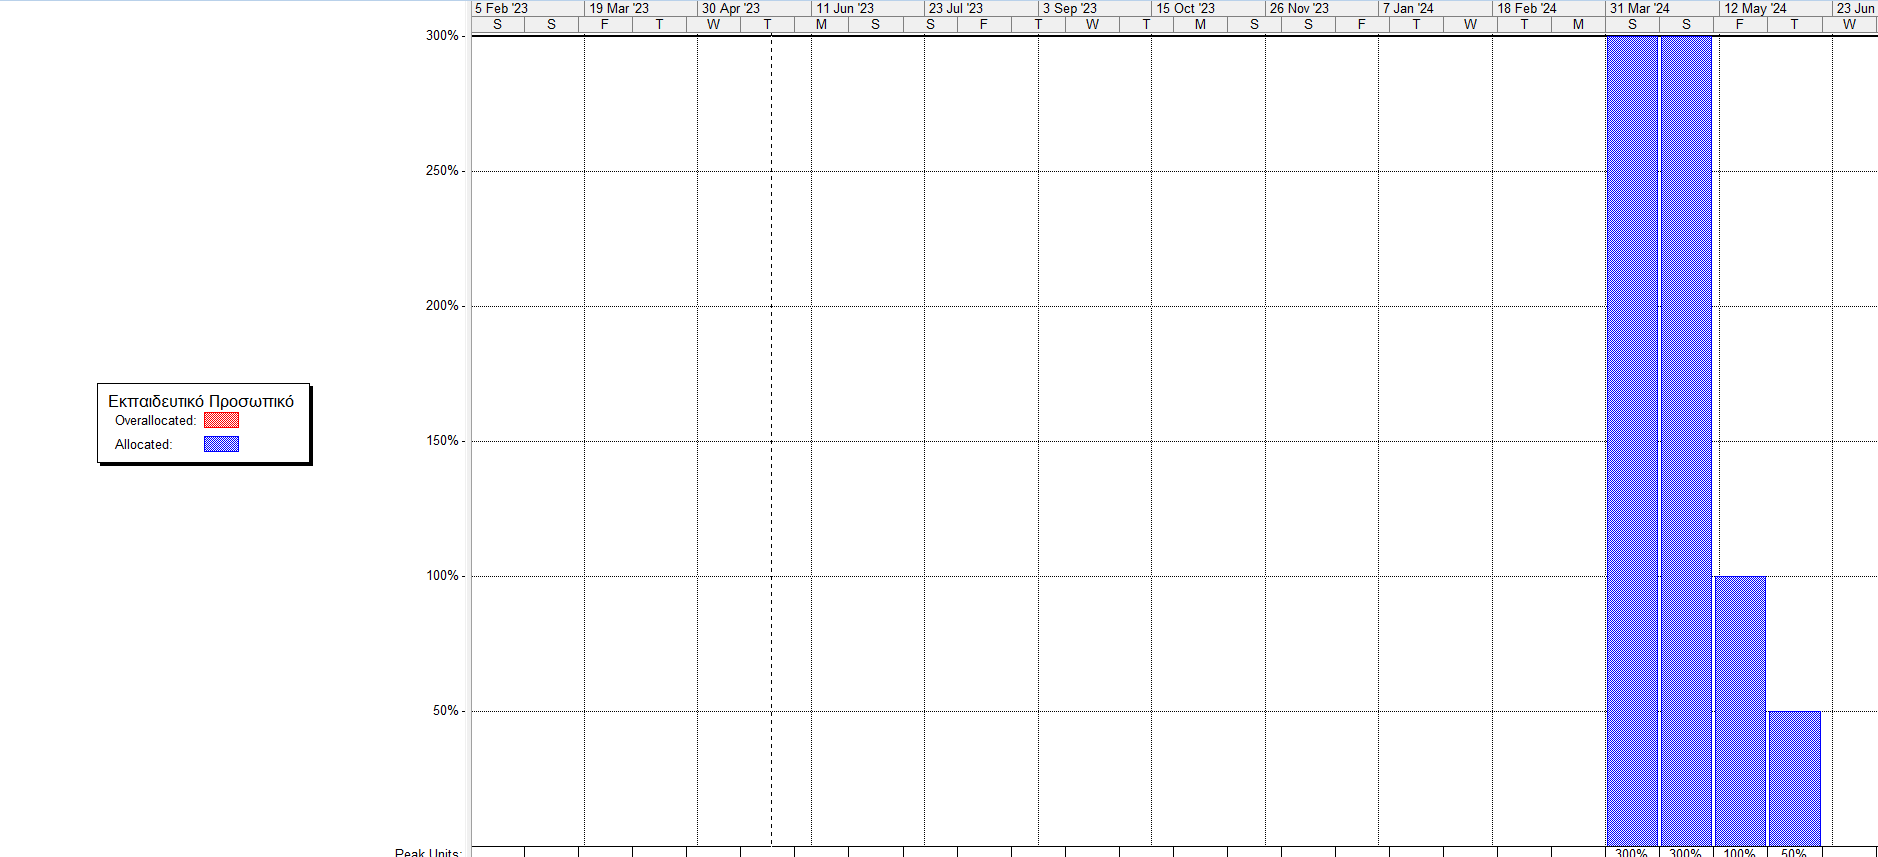 5 Feb '23 19 Mar '23 30 Apr '23 11 Jun '23 23 Jul '23 3 Sep '23 15 Oct '23 26 Nov '23 7 Jan '24 18 Feb '24 31 Mar '24 12 May '24 23 Jun
S S F T W T M S S F T W T M S S F T W T M S S F T W
300%
250%
200%
150%
100%
50%
Εκπαιδευτικό Προσωπικό
Overallocated:
Allocated:
Peak Units: 300% 300% 100% 50%